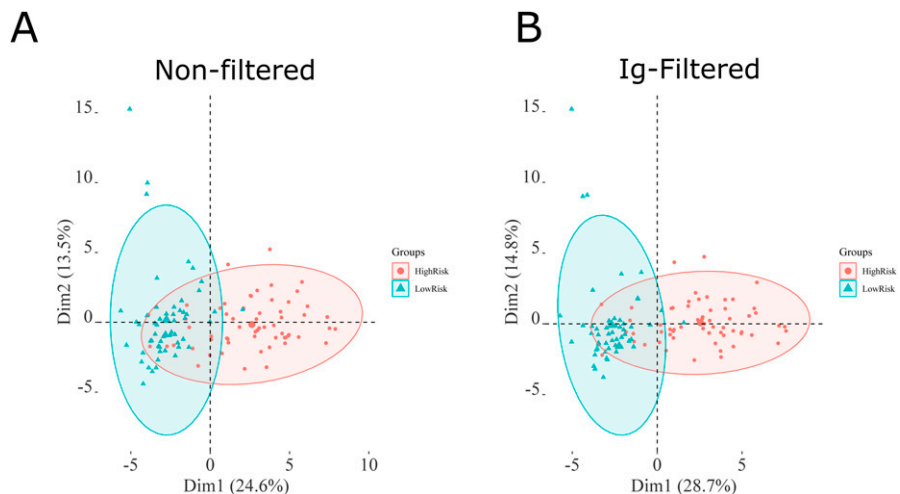 A
Non-filtered
15
10
5
0
-5
Dim2 (13.5%)
-5
0
5
10
Dim1 (24.6%)
Groups
HighRisk
LowRisk
B
Ig-Filtered
15
10
5
0
-5
Dim2 (14.8%)
-5
0
5
Dim1 (28.7%)
Groups
HighRisk
LowRisk